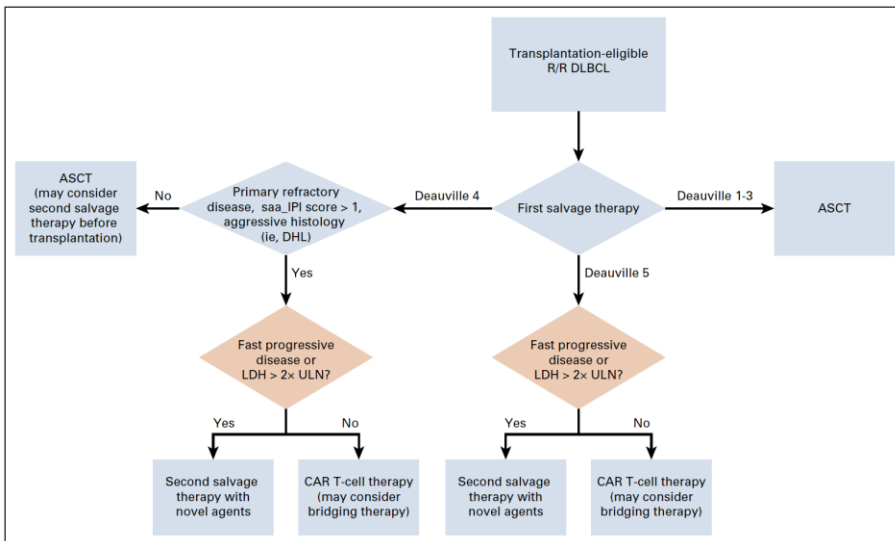 Transplantation-eligible
R/R DLBCL
ASCT
(may consider
second salvage
therapy before
transplantation)
No
Primary refractory
disease, saa_IPI score > 1,
aggressive histology
(ie, DHL)
Deauville 4
First salvage therapy
Deauville 1-3
ASCT
Yes
Deauville 5
Fast progressive
disease or
LDH > 2× ULN?
Fast progressive
disease or
LDH > 2× ULN?
Yes
No
Yes
No
Second salvage
therapy with
novel agents
CAR T-cell therapy
(may consider
bridging therapy)
Second salvage
therapy with
novel agents
CAR T-cell therapy
(may consider
bridging therapy)